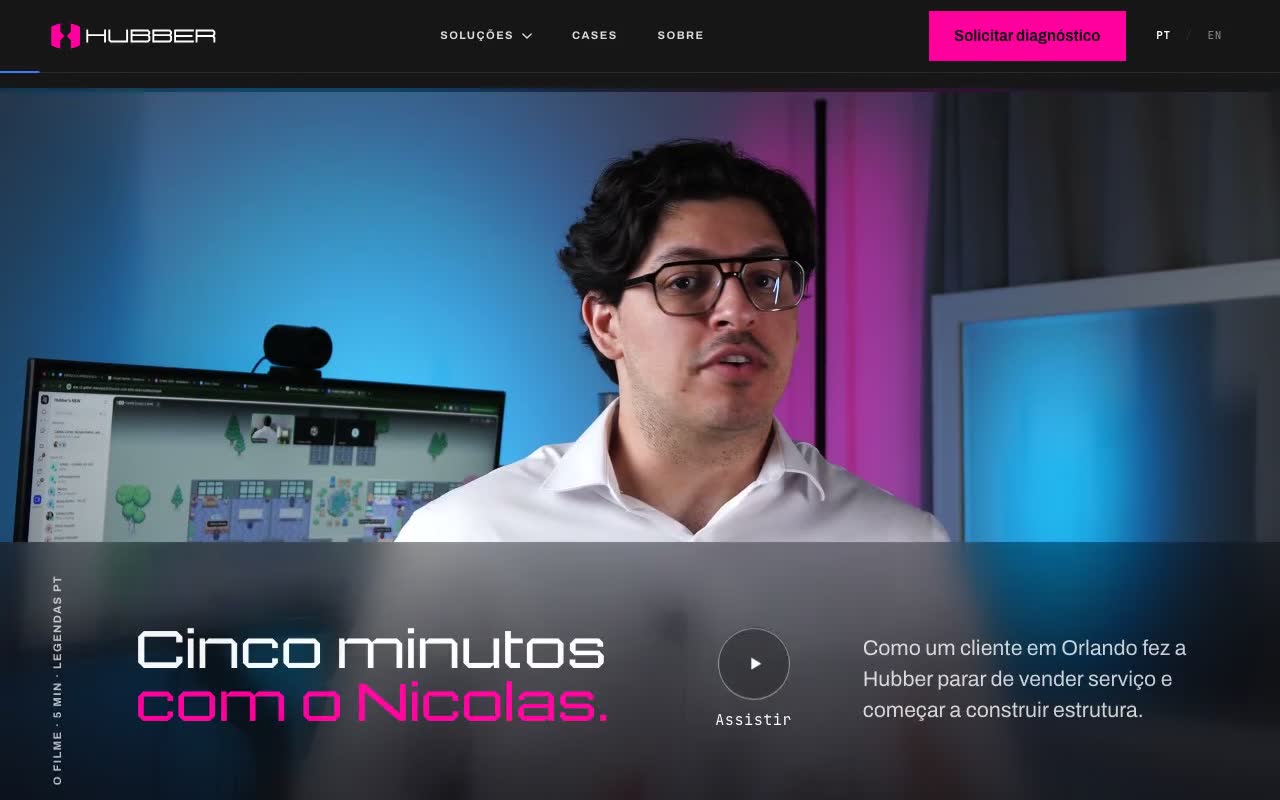 HUBBER
SOLUÇÕES
CASES
SOBRE
Solicitar diagnóstico
PT / EN
O FILME · 5 MIN · LEGENDAS PT
Cinco minutos
com o Nicolas.
Assistir
Como um cliente em Orlando fez a
Hubber parar de vender serviço e
começar a construir estrutura.